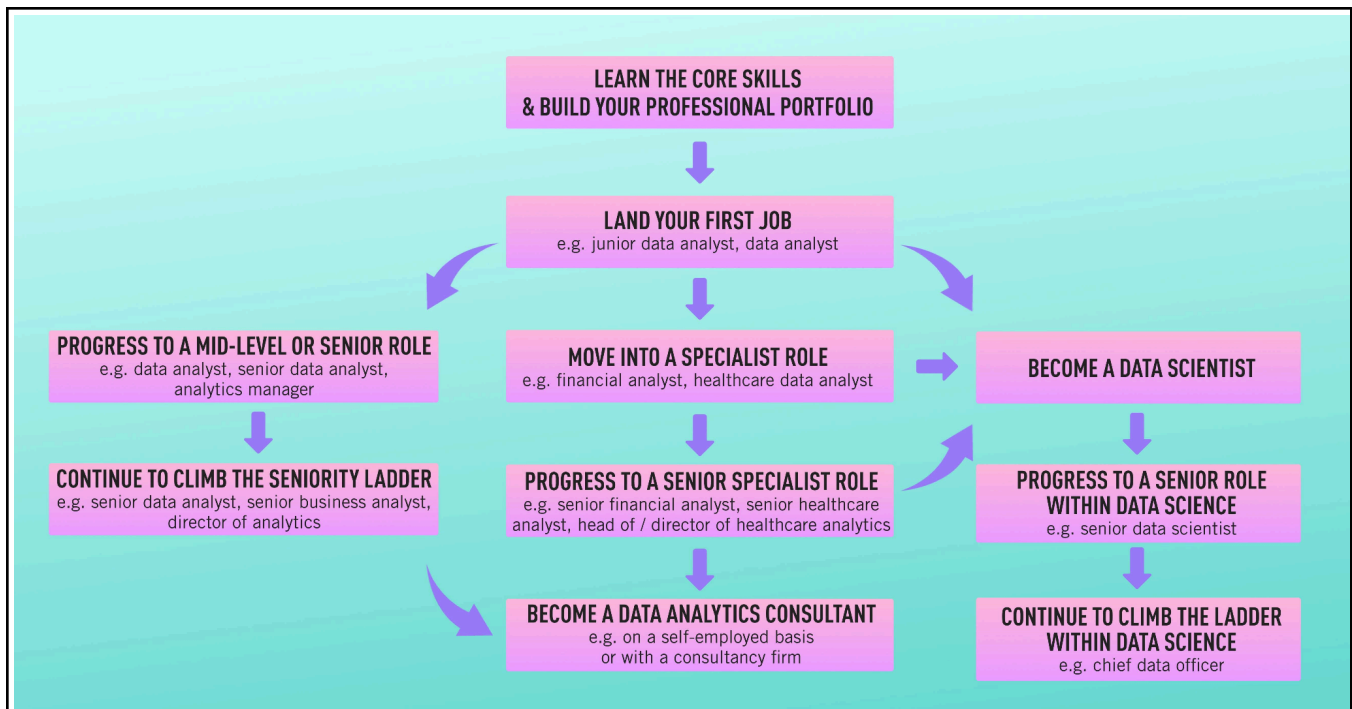 LEARN THE CORE SKILLS
& BUILD YOUR PROFESSIONAL PORTFOLIO
LAND YOUR FIRST JOB
e.g. junior data analyst, data analyst
PROGRESS TO A MID-LEVEL OR SENIOR ROLE
e.g. data analyst, senior data analyst,
analytics manager
MOVE INTO A SPECIALIST ROLE
e.g. financial analyst, healthcare data analyst
BECOME A DATA SCIENTIST
CONTINUE TO CLIMB THE SENIORITY LADDER
e.g. senior data analyst, senior business analyst,
director of analytics
PROGRESS TO A SENIOR SPECIALIST ROLE
e.g. senior financial analyst, senior healthcare
analyst, head of / director of healthcare analytics
PROGRESS TO A SENIOR ROLE
WITHIN DATA SCIENCE
e.g. senior data scientist
BECOME A DATA ANALYTICS CONSULTANT
e.g. on a self-employed basis
or with a consultancy firm
CONTINUE TO CLIMB THE LADDER
WITHIN DATA SCIENCE
e.g. chief data officer